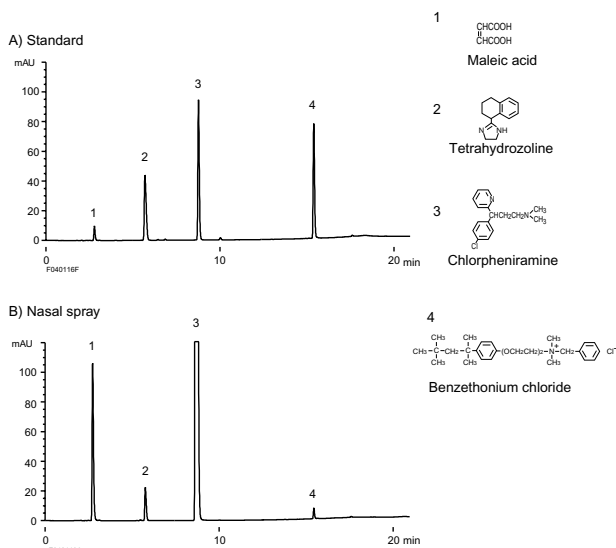 A) Standard
mAU
100
80
60
40
20
0
1
2
3
4
0
10
20 min
F040116F
B) Nasal spray
mAU
100
80
60
40
20
0
1
2
3
4
0
10
20 min
1
CHCOOH
CHCOOH
Maleic acid
2
N NH
Tetrahydrozoline
3
N
CHCH₂CH₂N
CH₃
CH₃
Cl
Chlorpheniramine
4
CH₃ CH₃ CH₃
CH₃ C CH₂ C (OCH₂CH₂)₂ N⁺ CH₂ Cl⁻
CH₃ CH₃ CH₃
Benzethonium chloride